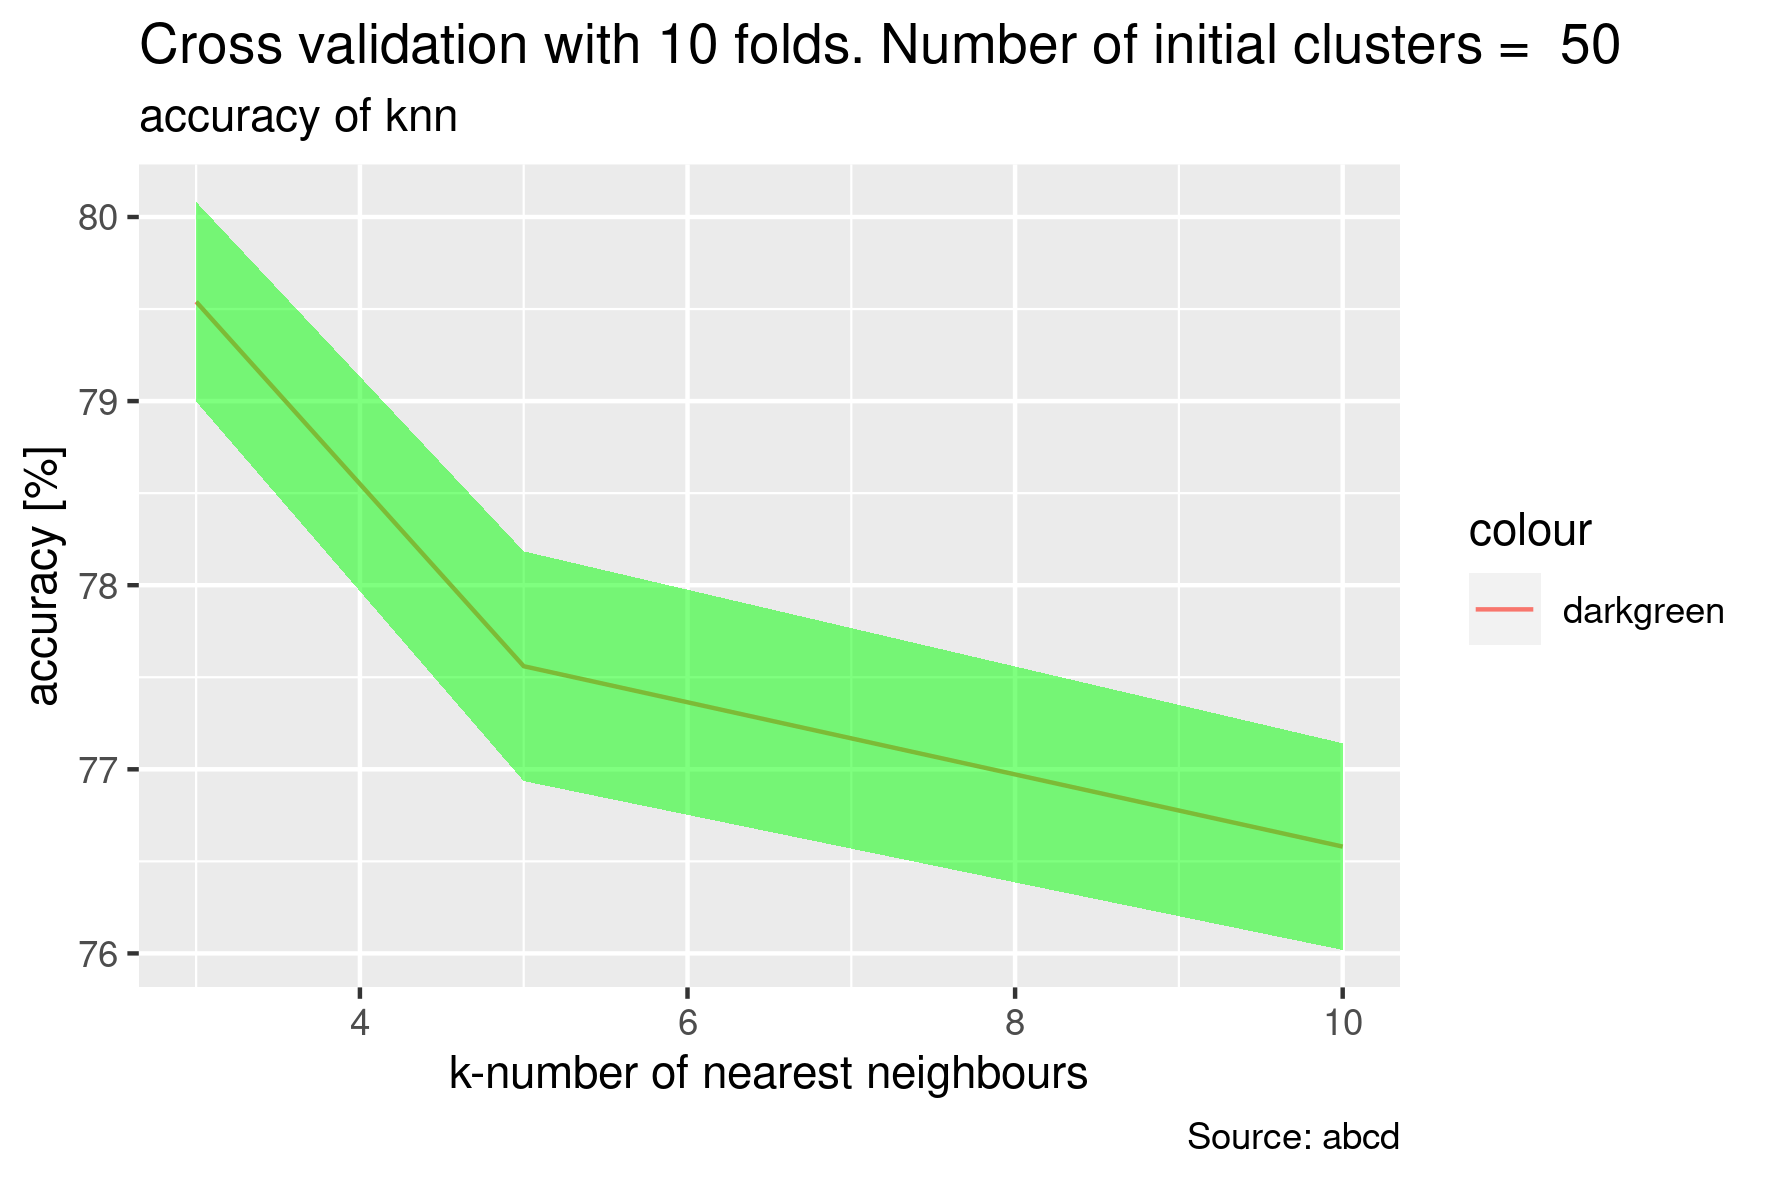 Cross validation with 10 folds. Number of initial clusters =  50
accuracy of knn
80
79
78
77
76
accuracy [%]
4 6 8 10
k-number of nearest neighbours
colour
darkgreen
Source: abcd